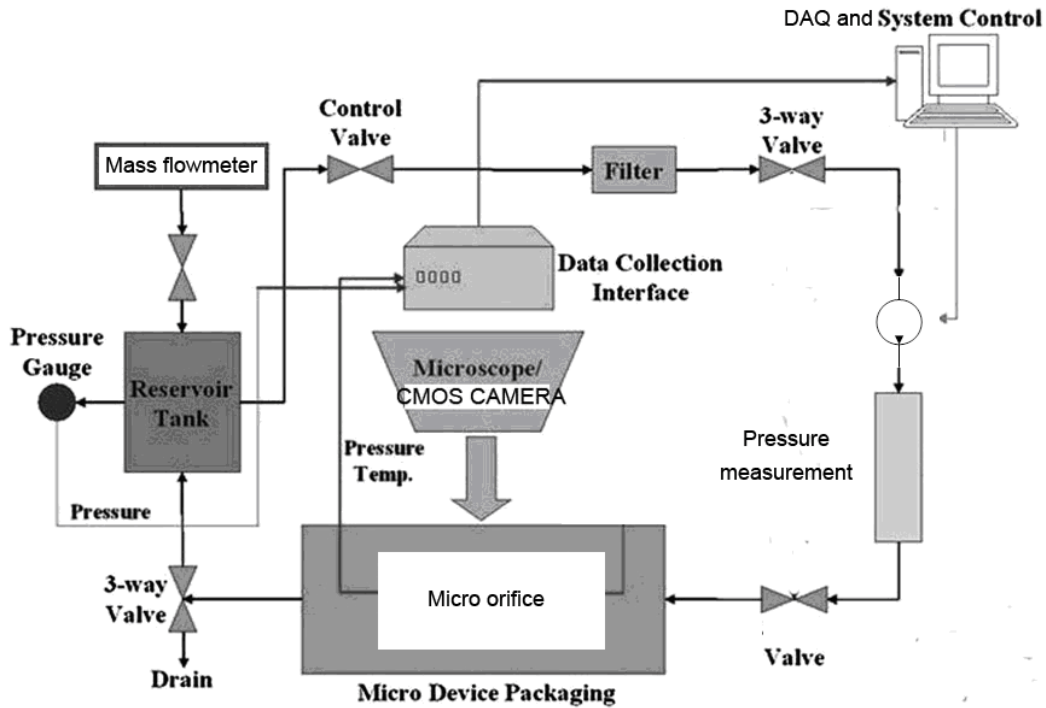 DAQ and System Control
Control
Valve
3-way
Valve
Mass flowmeter
Filter
Data Collection
Interface
Pressure
Gauge
Reservoir
Tank
Microscope/
CMOS CAMERA
Pressure
Temp.
Pressure
measurement
Pressure
3-way
Valve
Micro orifice
Valve
Drain
Micro Device Packaging